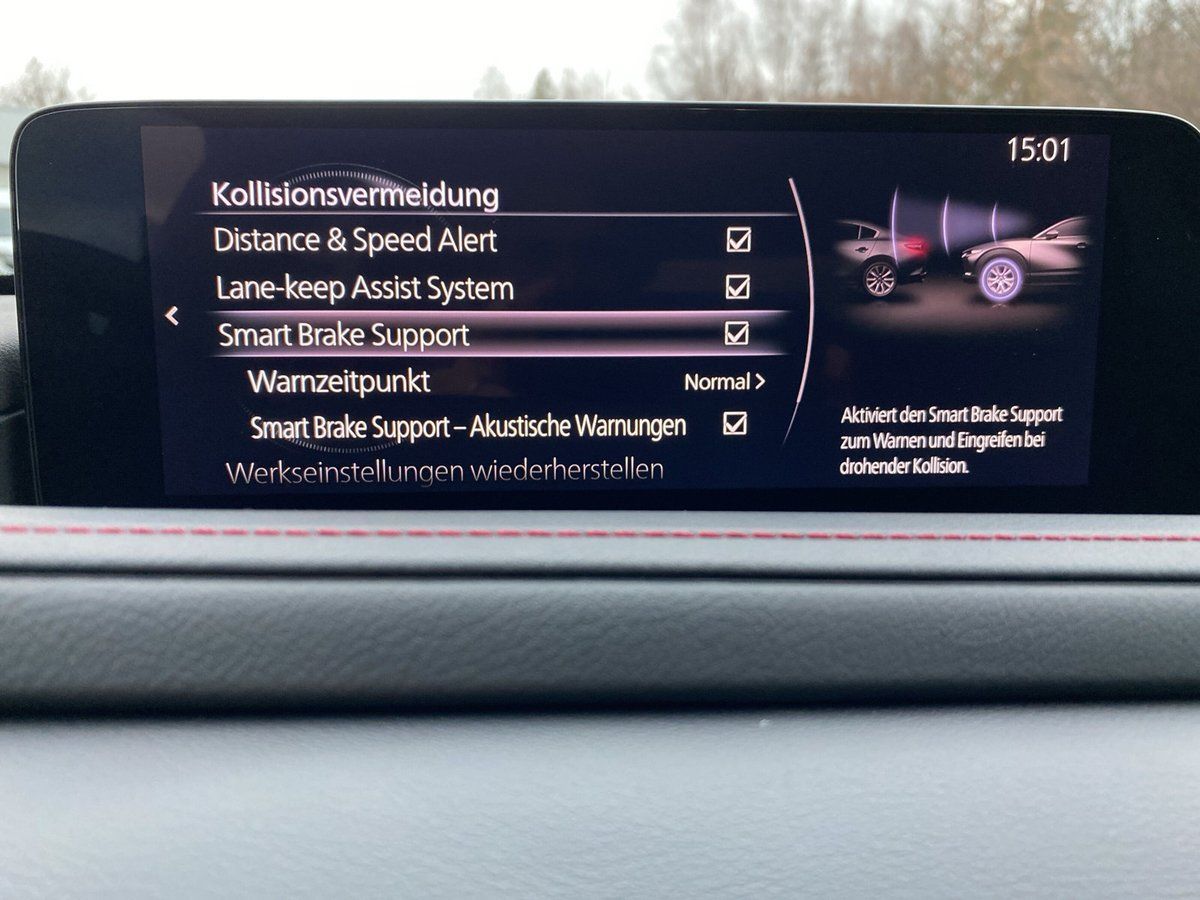 15:01
Kollisionsvermeidung
Distance & Speed Alert
Lane-keep Assist System
Smart Brake Support
Warnzeitpunkt Normal >
Smart Brake Support – Akustische Warnungen
Werkseinstellungen wiederherstellen
Aktiviert den Smart Brake Support
zum Warnen und Eingreifen bei
drohender Kollision.